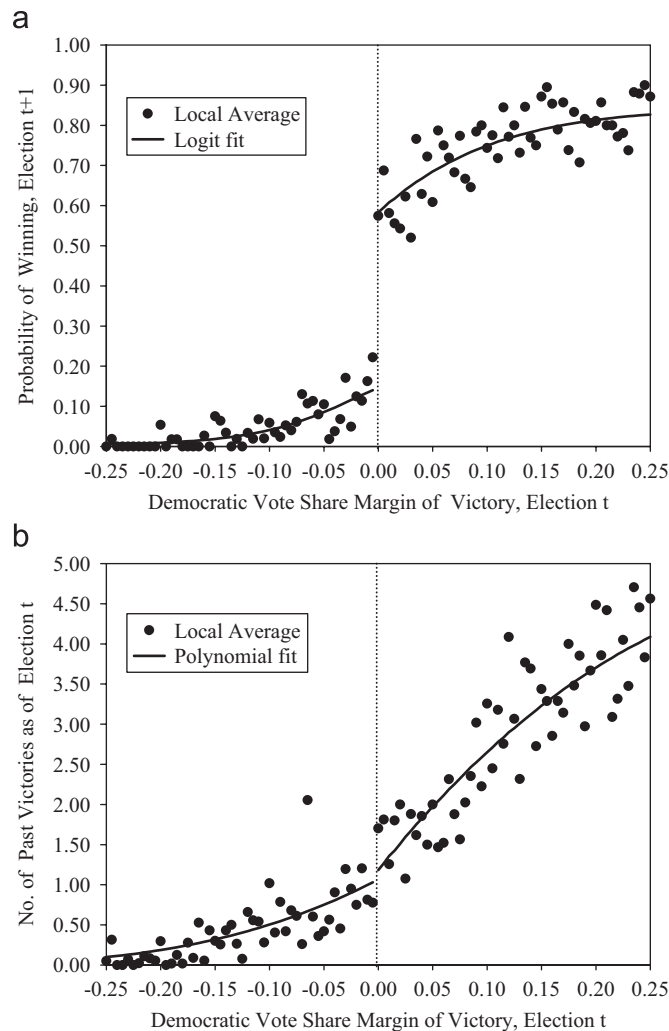 a
1.00
0.90
0.80
0.70
0.60
0.50
0.40
0.30
0.20
0.10
0.00
Probability of Winning, Election t+1
Local Average
Logit fit
-0.25 -0.20 -0.15 -0.10 -0.05 0.00 0.05 0.10 0.15 0.20 0.25
Democratic Vote Share Margin of Victory, Election t
b
5.00
4.50
4.00
3.50
3.00
2.50
2.00
1.50
1.00
0.50
0.00
No. of Past Victories as of Election t
Local Average
Polynomial fit
-0.25 -0.20 -0.15 -0.10 -0.05 0.00 0.05 0.10 0.15 0.20 0.25
Democratic Vote Share Margin of Victory, Election t